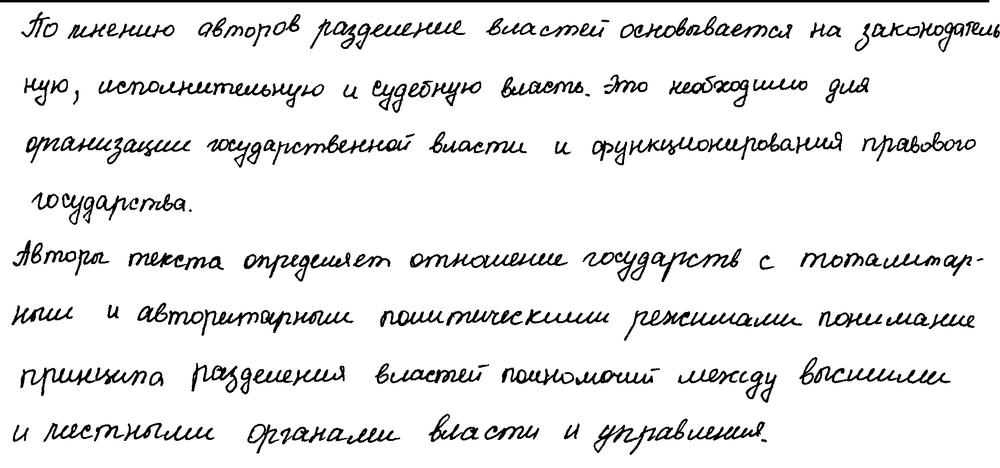 По мнению авторов разделение властей основывается на законодатель
ную, исполнительную и судебную власть. Это необходимо для
организации государственной власти и функционирования правового
государства.
Авторы текста определяет отношение государств с тоталитар-
ным и авторитарным политическими режимами понимание
принципа разделения властей полномочий между высшими
и местными органами власти и управления.